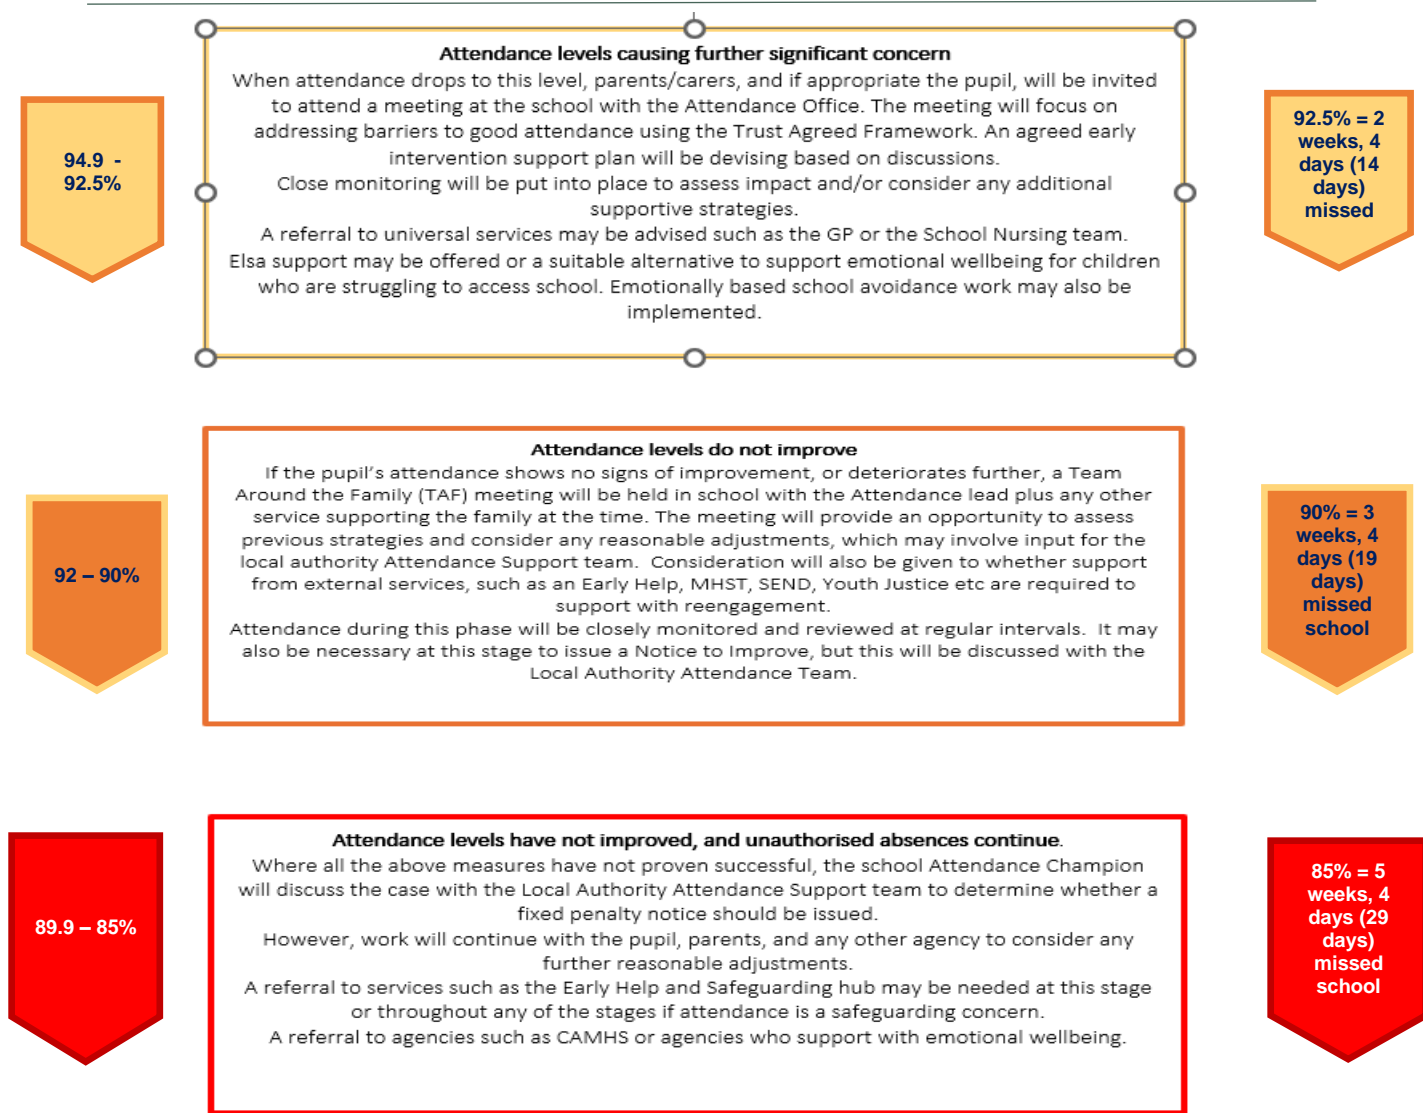 Attendance levels causing further significant concern
When attendance drops to this level, parents/carers, and if appropriate the pupil, will be invited
to attend a meeting at the school with the Attendance Office. The meeting will focus on
addressing barriers to good attendance using the Trust Agreed Framework. An agreed early
intervention support plan will be devising based on discussions.
Close monitoring will be put into place to assess impact and/or consider any additional
supportive strategies.
A referral to universal services may be advised such as the GP or the School Nursing team.
Elsa support may be offered or a suitable alternative to support emotional wellbeing for children
who are struggling to access school. Emotionally based school avoidance work may also be
implemented.
94.9 -
92.5%
92.5% = 2
weeks, 4
days (14
days)
missed
Attendance levels do not improve
If the pupil's attendance shows no signs of improvement, or deteriorates further, a Team
Around the Family (TAF) meeting will be held in school with the Attendance lead plus any other
service supporting the family at the time. The meeting will provide an opportunity to assess
previous strategies and consider any reasonable adjustments, which may involve input for the
local authority Attendance Support team. Consideration will also be given to whether support
from external services, such as an Early Help, MHST, SEND, Youth Justice etc are required to
support with reengagement.
Attendance during this phase will be closely monitored and reviewed at regular intervals. It may
also be necessary at this stage to issue a Notice to Improve, but this will be discussed with the
Local Authority Attendance Team.
92 – 90%
90% = 3
weeks, 4
days (19
days)
missed
school
Attendance levels have not improved, and unauthorised absences continue.
Where all the above measures have not proven successful, the school Attendance Champion
will discuss the case with the Local Authority Attendance Support team to determine whether a
fixed penalty notice should be issued.
However, work will continue with the pupil, parents, and any other agency to consider any
further reasonable adjustments.
A referral to services such as the Early Help and Safeguarding hub may be needed at this stage
or throughout any of the stages if attendance is a safeguarding concern.
A referral to agencies such as CAMHS or agencies who support with emotional wellbeing.
89.9 – 85%
85% = 5
weeks, 4
days (29
days)
missed
school